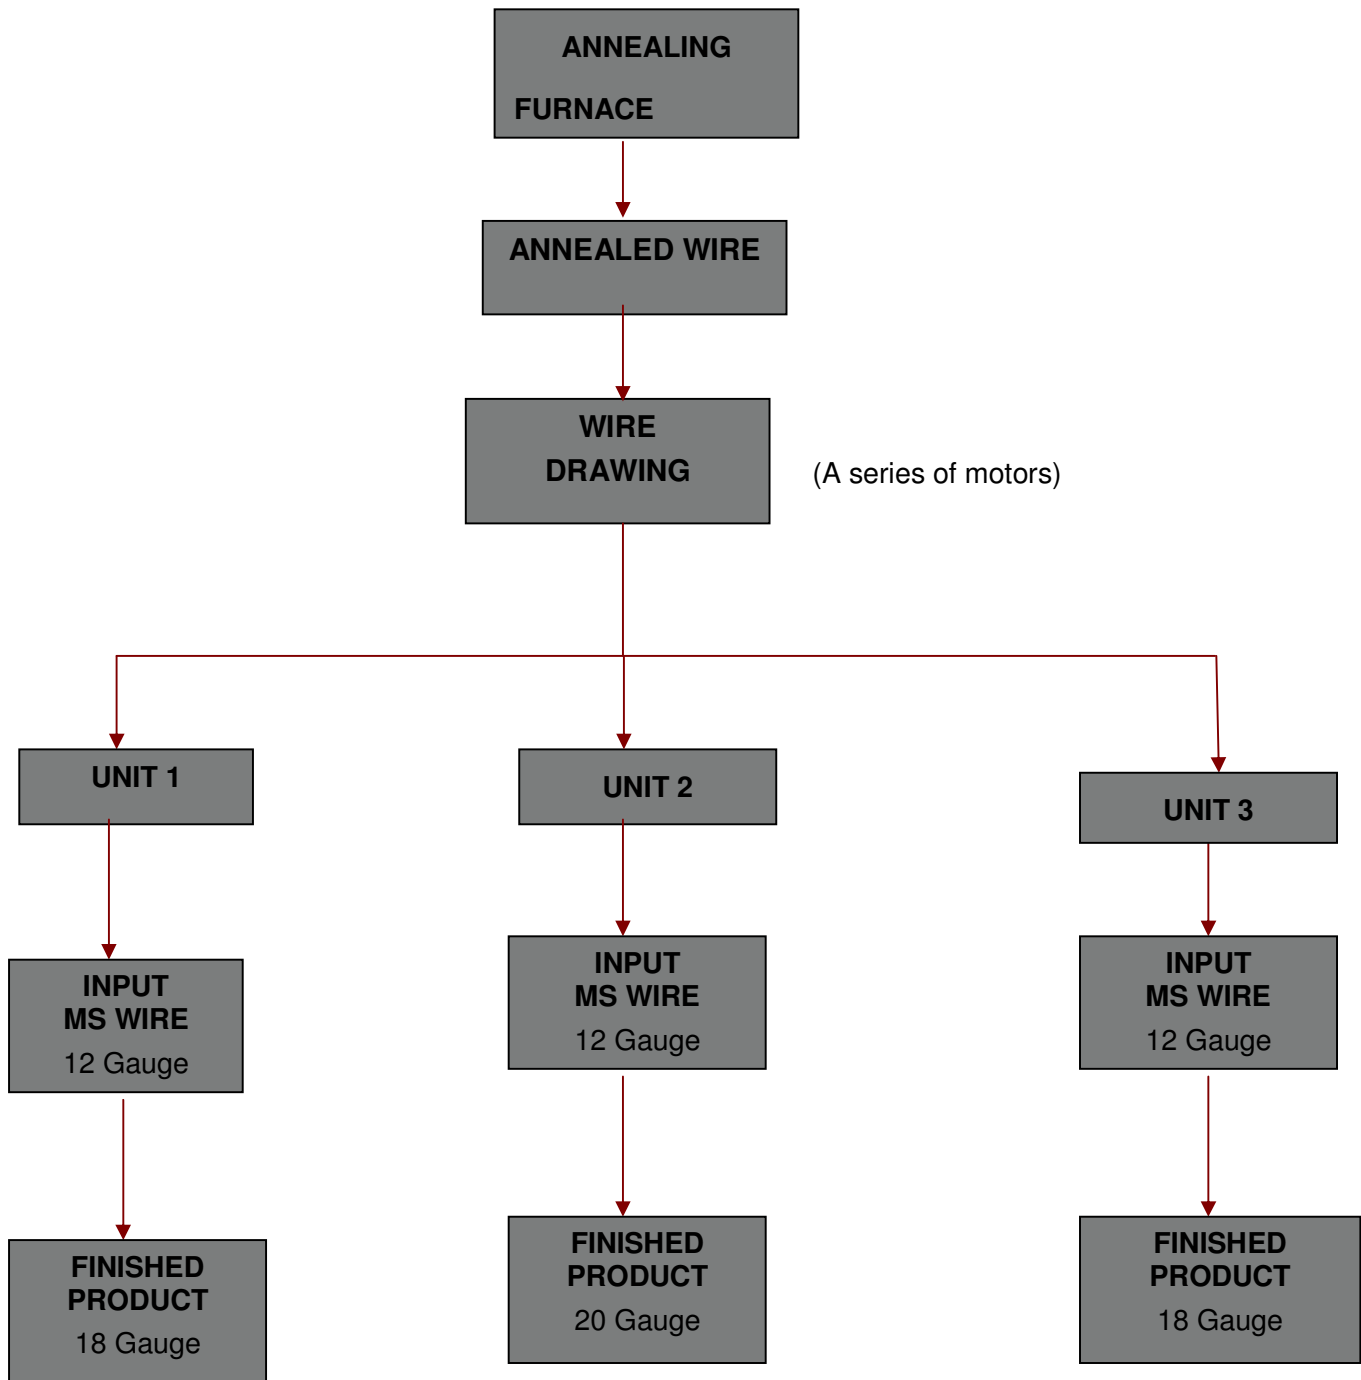 ANNEALING
FURNACE
ANNEALED WIRE
WIRE
DRAWING
(A series of motors)
UNIT 1
UNIT 2
UNIT 3
INPUT
MS WIRE
12 Gauge
INPUT
MS WIRE
12 Gauge
INPUT
MS WIRE
12 Gauge
FINISHED
PRODUCT
18 Gauge
FINISHED
PRODUCT
20 Gauge
FINISHED
PRODUCT
18 Gauge